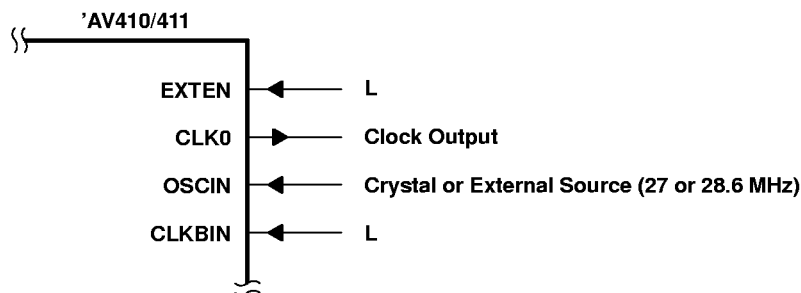 'AV410/411
EXTEN L
CLK0 Clock Output
OSCIN Crystal or External Source (27 or 28.6 MHz)
CLKBIN L